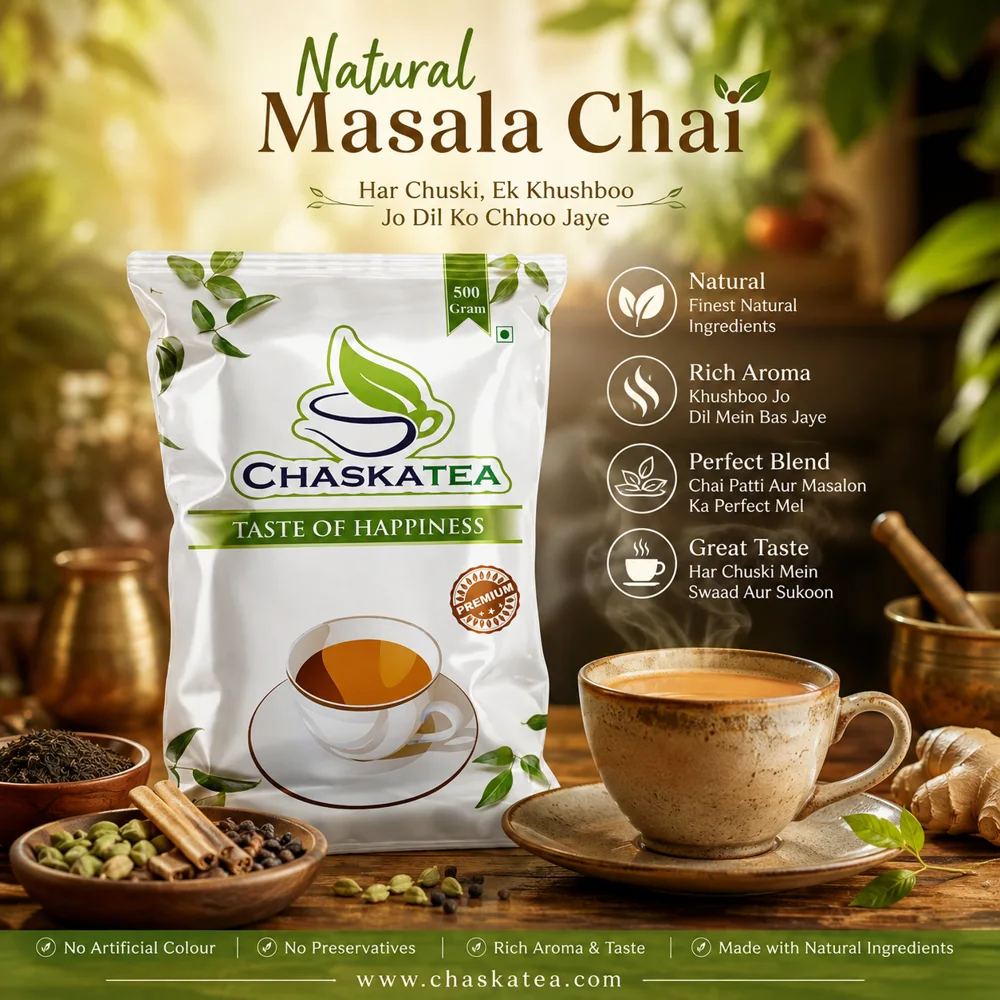 Natural
Masala Chai
Har Chuski, Ek Khushboo
Jo Dil Ko Chhoo Jaye
500
Gram
CHASKATEA
TASTE OF HAPPINESS
PREMIUM
Natural
Finest Natural
Ingredients
Rich Aroma
Khushboo Jo
Dil Mein Bas Jaye
Perfect Blend
Chai Patti Aur Masalon
Ka Perfect Mel
Great Taste
Har Chuski Mein
Swaad Aur Sukoon
No Artificial Colour
No Preservatives
Rich Aroma & Taste
Made with Natural Ingredients
www.chaskatea.com